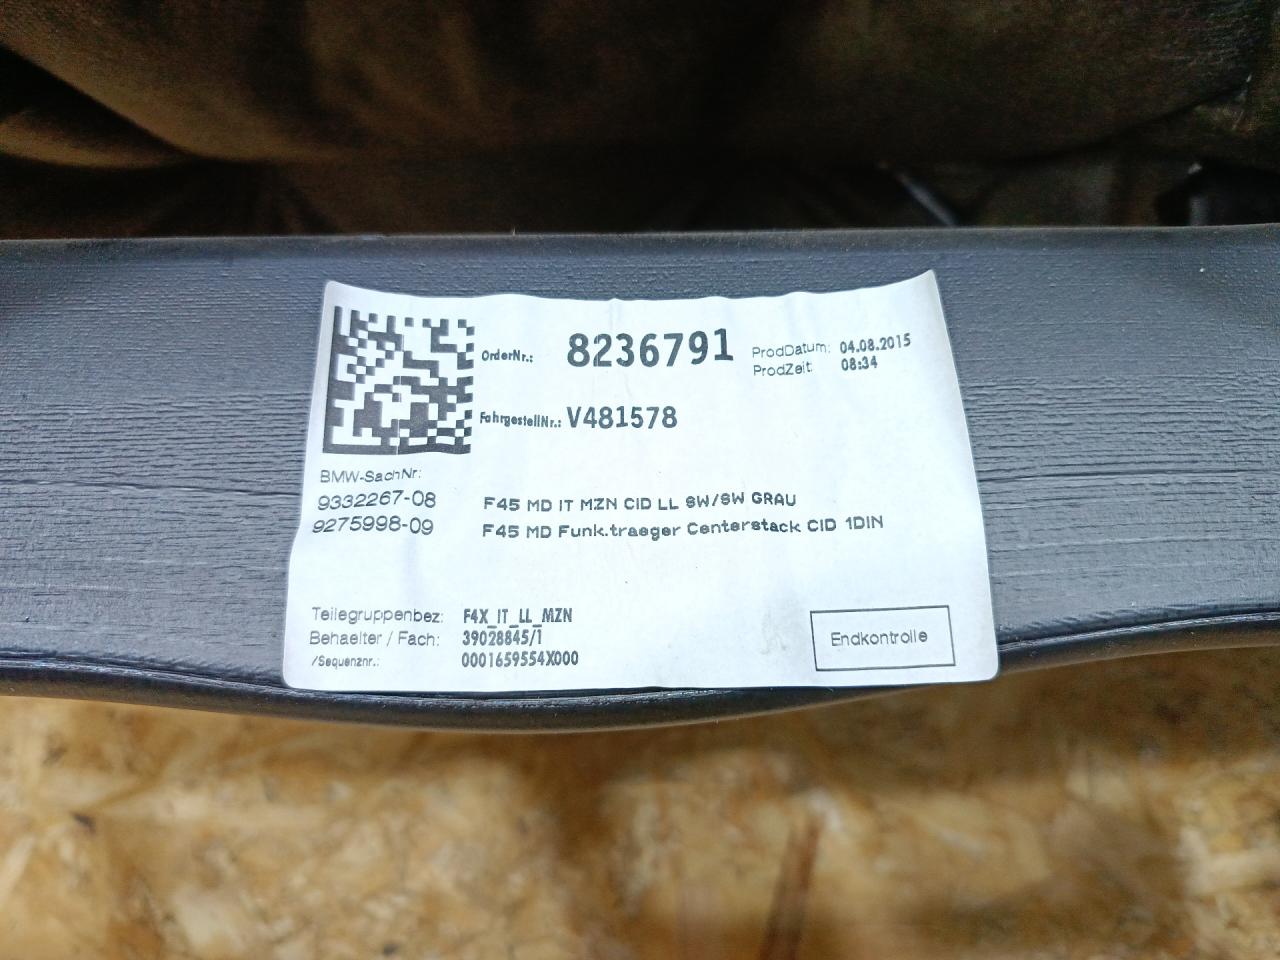 OrderNr.: 8236791 ProdDatum: 04.08.2015
ProdZeit: 08:34
FahrgestellNr.: V481578
BMW-SachNr:
9332267-08 F45 MD IT MZN CID LL SW/SW GRAU
9275998-09 F45 MD Funk.traeger Centerstack CID 1DIN
Teilegruppenbez: F4X_IT_LL_MZN
Behaelter / Fach: 39028845/1
/Sequenznr.: 0001659554X000
Endkontrolle